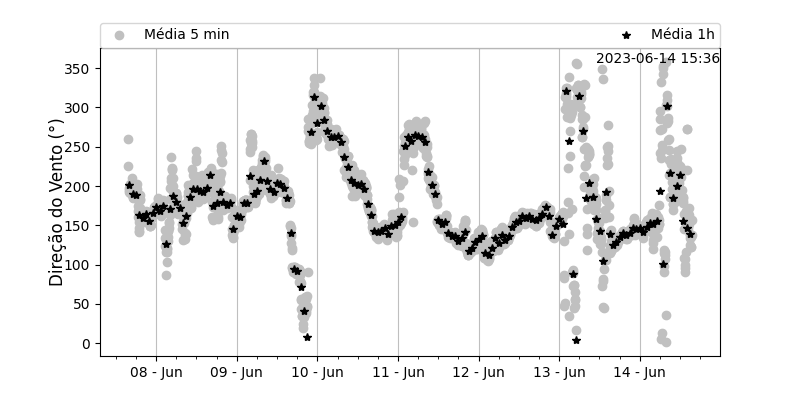 Média 5 min
Média 1h
2023-06-14 15:36
Direção do Vento (°)
350
300
250
200
150
100
50
0
08 - Jun
09 - Jun
10 - Jun
11 - Jun
12 - Jun
13 - Jun
14 - Jun